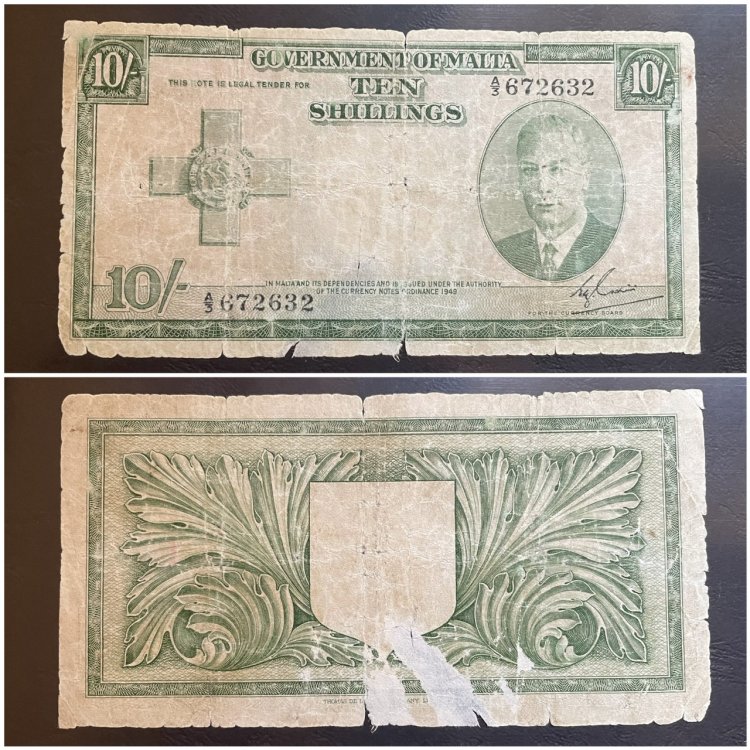 10/-
GOVERNMENT OF MALTA
10/-
THIS NOTE IS LEGAL TENDER FOR
TEN
SHILLINGS
A/3 672632
10/-
IN MALTA AND ITS DEPENDENCIES AND IS ISSUED UNDER THE AUTHORITY
OF THE CURRENCY NOTES ORDINANCE 1949
A/3 672632
FOR THE CURRENCY BOARD
THOMAS DE L